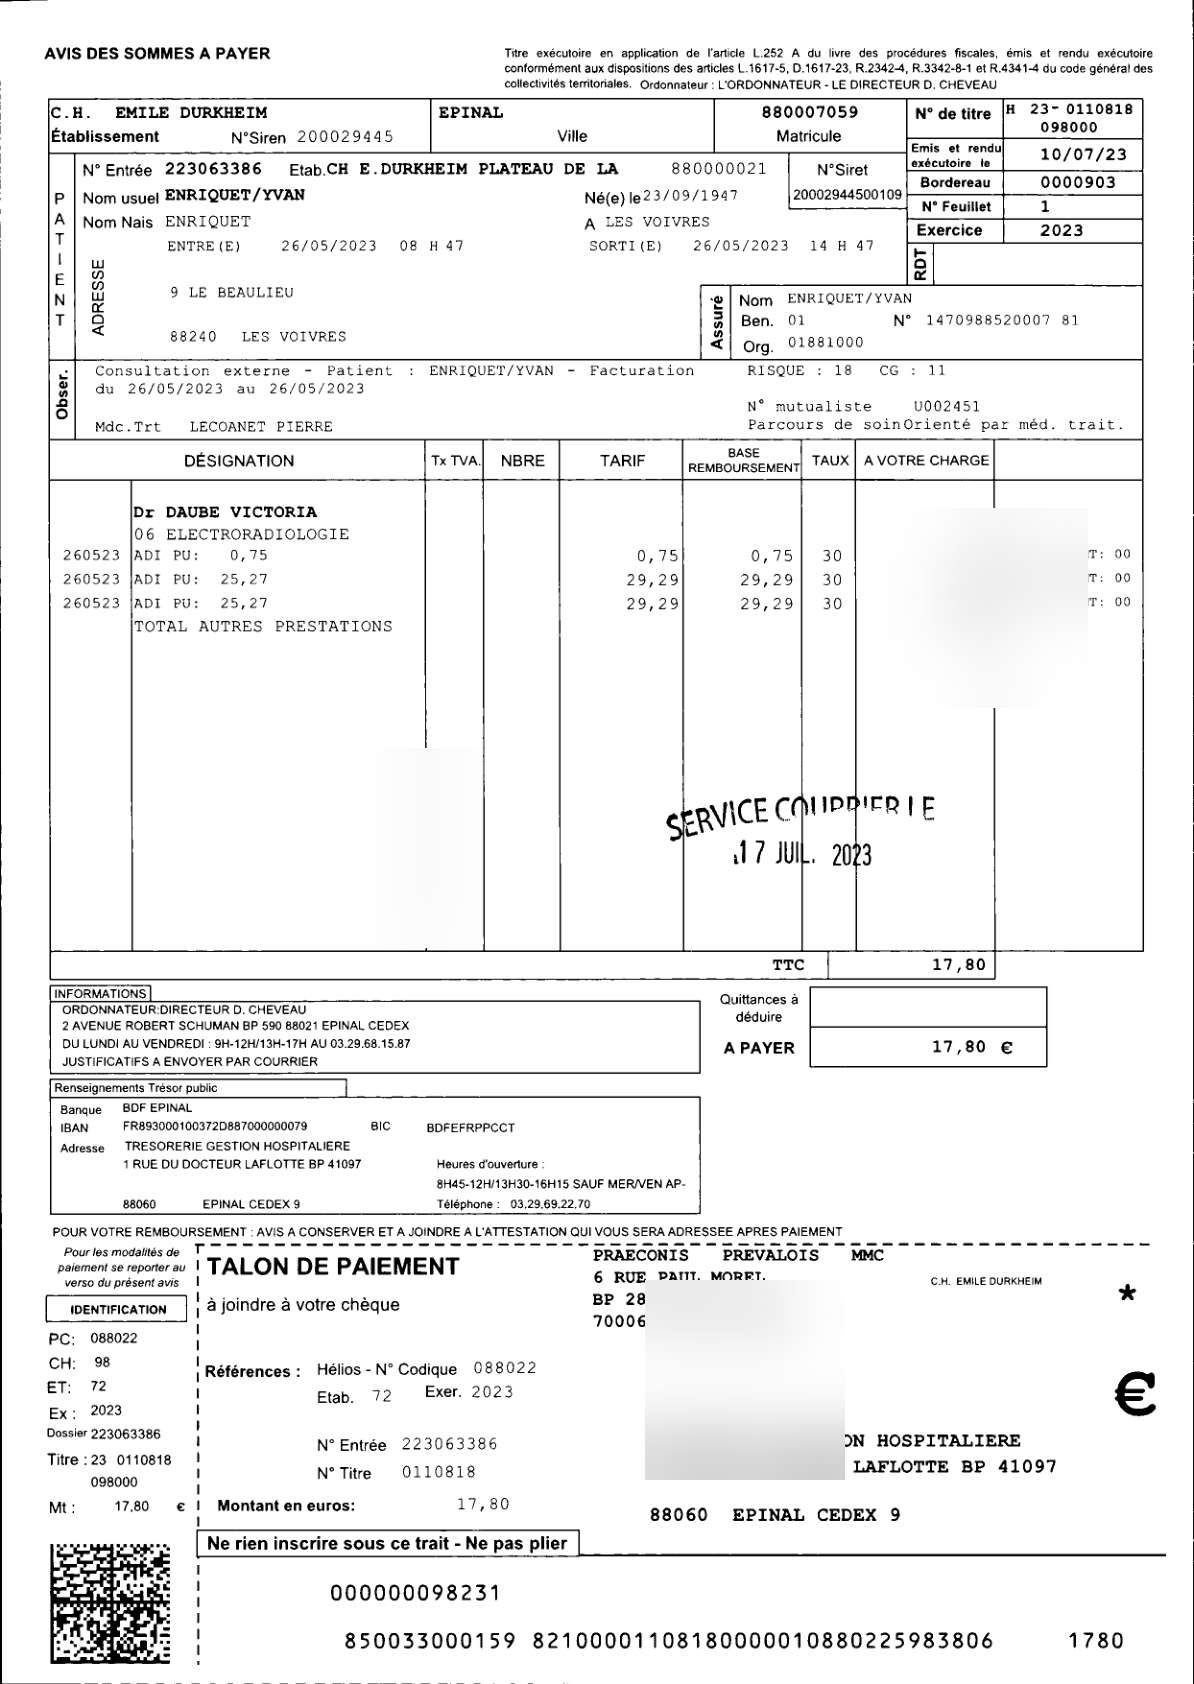 AVIS DES SOMMES A PAYER
Titre exécutoire en application de l'article L.252 A du livre des procédures fiscales, émis et rendu exécutoire
conformément aux dispositions des articles L.1617-5, D.1617-23, R.2342-4, R.3342-8-1 et R.4341-4 du code général des
collectivités territoriales. Ordonnateur : L'ORDONNATEUR - LE DIRECTEUR D. CHEVEAU
C.H. EMILE DURKHEIM EPINAL 880007059 N° de titre H 23- 0110818
098000
Établissement N°Siren 200029445 Ville Matricule
Emis et rendu exécutoire le 10/07/23
N° Entrée 223063386 Etab. CH E.DURKHEIM PLATEAU DE LA 880000021 N°Siret
Bordereau 0000903
PATIENT
Nom usuel ENRIQUET/YVAN Né(e) le 23/09/1947 20002944500109
N° Feuillet 1
Nom Nais ENRIQUET A LES VOIVRES
Exercice 2023
ENTRE(E) 26/05/2023 08 H 47 SORTI(E) 26/05/2023 14 H 47
RDT
ADRESSE
9 LE BEAULIEU
88240 LES VOIVRES
Assuré
Nom ENRIQUET/YVAN
Ben. 01 N° 1470988520007 81
Org. 01881000
Obser.
Consultation externe - Patient : ENRIQUET/YVAN - Facturation RISQUE : 18 CG : 11
du 26/05/2023 au 26/05/2023
N° mutualiste U002451
Mdc.Trt LECOANET PIERRE Parcours de soin Orienté par méd. trait.
DÉSIGNATION Tx TVA. NBRE TARIF BASE REMBOURSEMENT TAUX A VOTRE CHARGE
Dr DAUBE VICTORIA
06 ELECTRORADIOLOGIE
260523 ADI PU: 0,75 0,75 0,75 30 T: 00
260523 ADI PU: 25,27 29,29 29,29 30 T: 00
260523 ADI PU: 25,27 29,29 29,29 30 T: 00
TOTAL AUTRES PRESTATIONS
SERVICE COURRIER LE
17 JUIL. 2023
TTC 17,80
INFORMATIONS
ORDONNATEUR:DIRECTEUR D. CHEVEAU
2 AVENUE ROBERT SCHUMAN BP 590 88021 EPINAL CEDEX
DU LUNDI AU VENDREDI : 9H-12H/13H-17H AU 03.29.68.15.87
JUSTIFICATIFS A ENVOYER PAR COURRIER
Quittances à
déduire
A PAYER 17,80 €
Renseignements Trésor public
Banque BDF EPINAL
IBAN FR893000100372D887000000079 BIC BDFEFRPPCCT
Adresse TRESORERIE GESTION HOSPITALIERE
1 RUE DU DOCTEUR LAFLOTTE BP 41097 Heures d'ouverture :
8H45-12H/13H30-16H15 SAUF MER/VEN AP-
88060 EPINAL CEDEX 9 Téléphone : 03.29.69.22.70
POUR VOTRE REMBOURSEMENT : AVIS A CONSERVER ET A JOINDRE A L'ATTESTATION QUI VOUS SERA ADRESSEE APRES PAIEMENT
Pour les modalités de
paiement se reporter au
verso du présent avis
IDENTIFICATION
PC: 088022
CH: 98
ET: 72
Ex : 2023
Dossier 223063386
Titre : 23 0110818
098000
Mt : 17,80 €
TALON DE PAIEMENT
à joindre à votre chèque
PRAECONIS PREVALOIS MMC
6 RUE PAUL MOREL
BP 28
70006
C.H. EMILE DURKHEIM
*
€
Références : Hélios - N° Codique 088022
Etab. 72 Exer. 2023
N° Entrée 223063386
N° Titre 0110818
Montant en euros: 17,80
ON HOSPITALIERE
LAFLOTTE BP 41097
88060 EPINAL CEDEX 9
Ne rien inscrire sous ce trait - Ne pas plier
000000098231
850033000159 8210000110818000001088022598​3806 1780